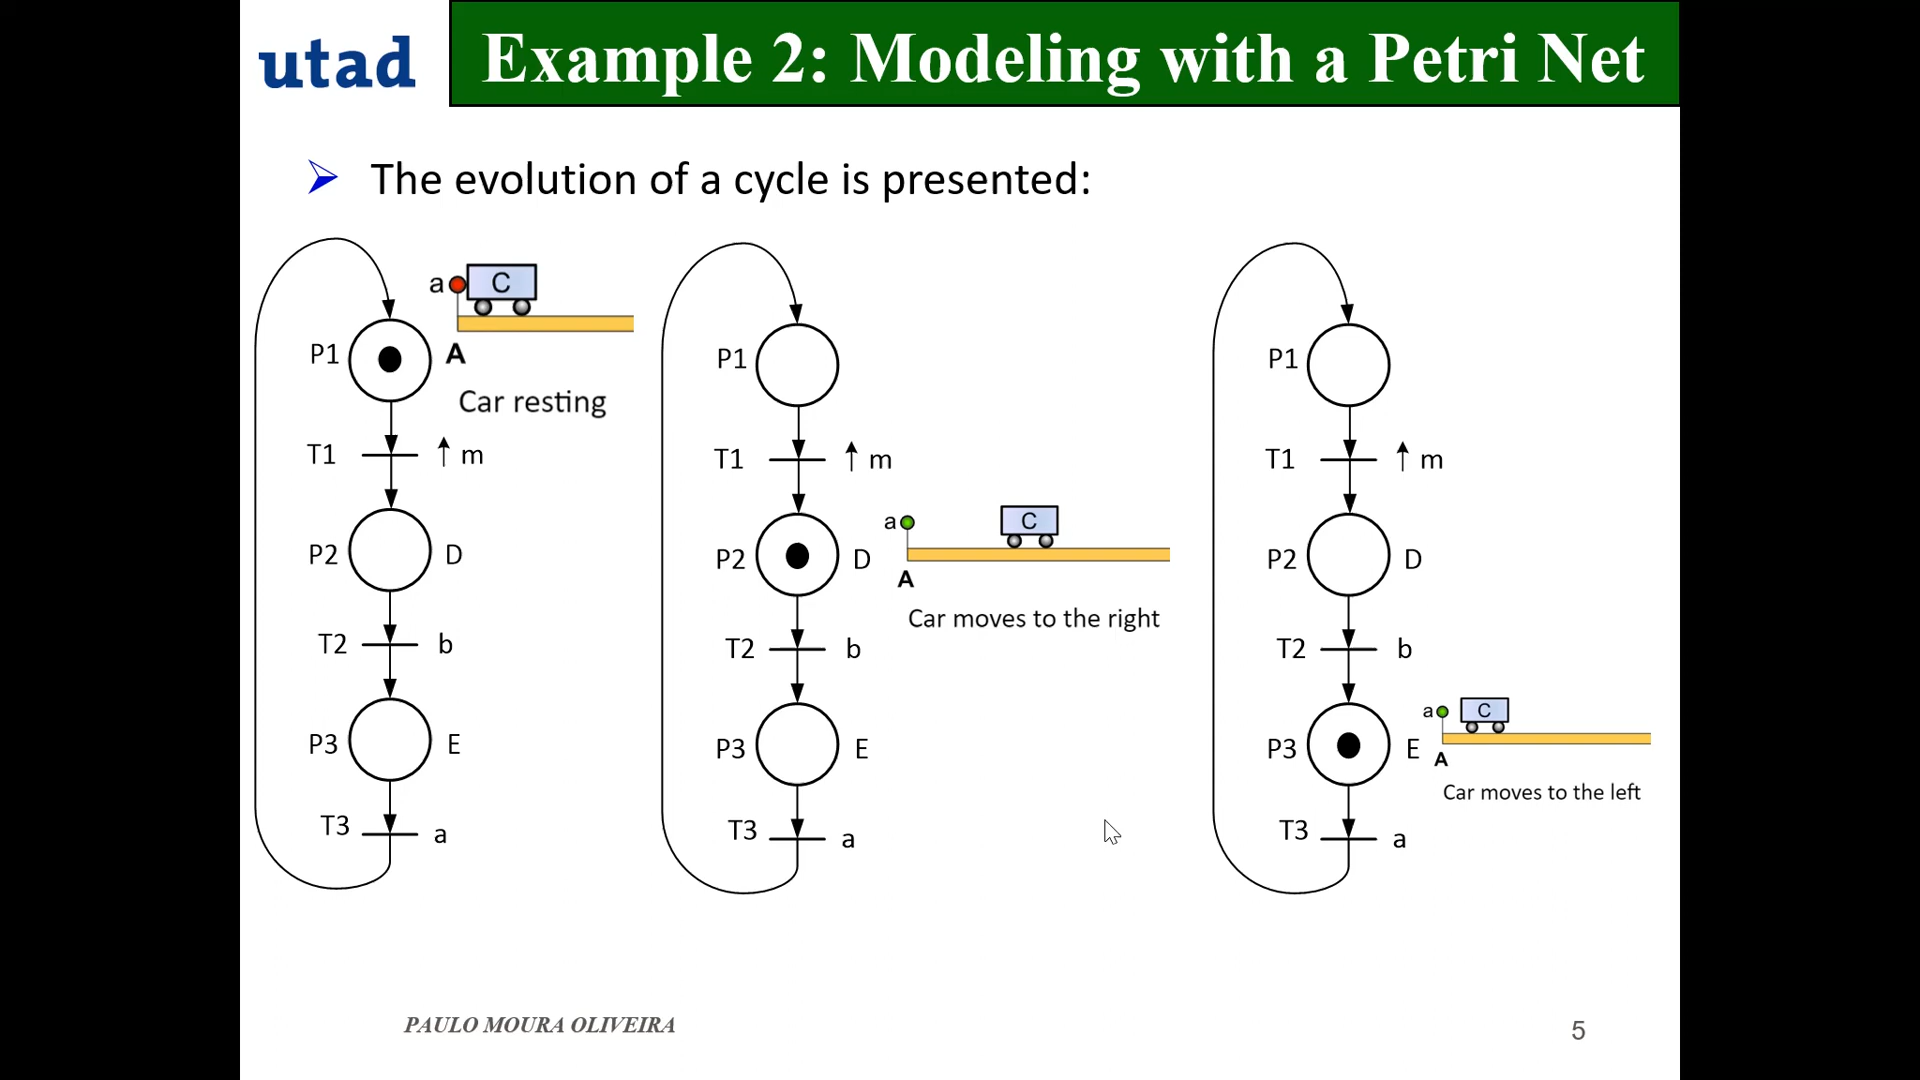 utad
Example 2: Modeling with a Petri Net
The evolution of a cycle is presented:
a C
P1 A
Car resting
T1 ↑ m
P2 D
T2 b
P3 E
T3 a
P1
T1 ↑ m
a C
P2 D A
Car moves to the right
T2 b
P3 E
T3 a
P1
T1 ↑ m
P2 D
T2 b
a C
P3 E A
Car moves to the left
T3 a
PAULO MOURA OLIVEIRA
5